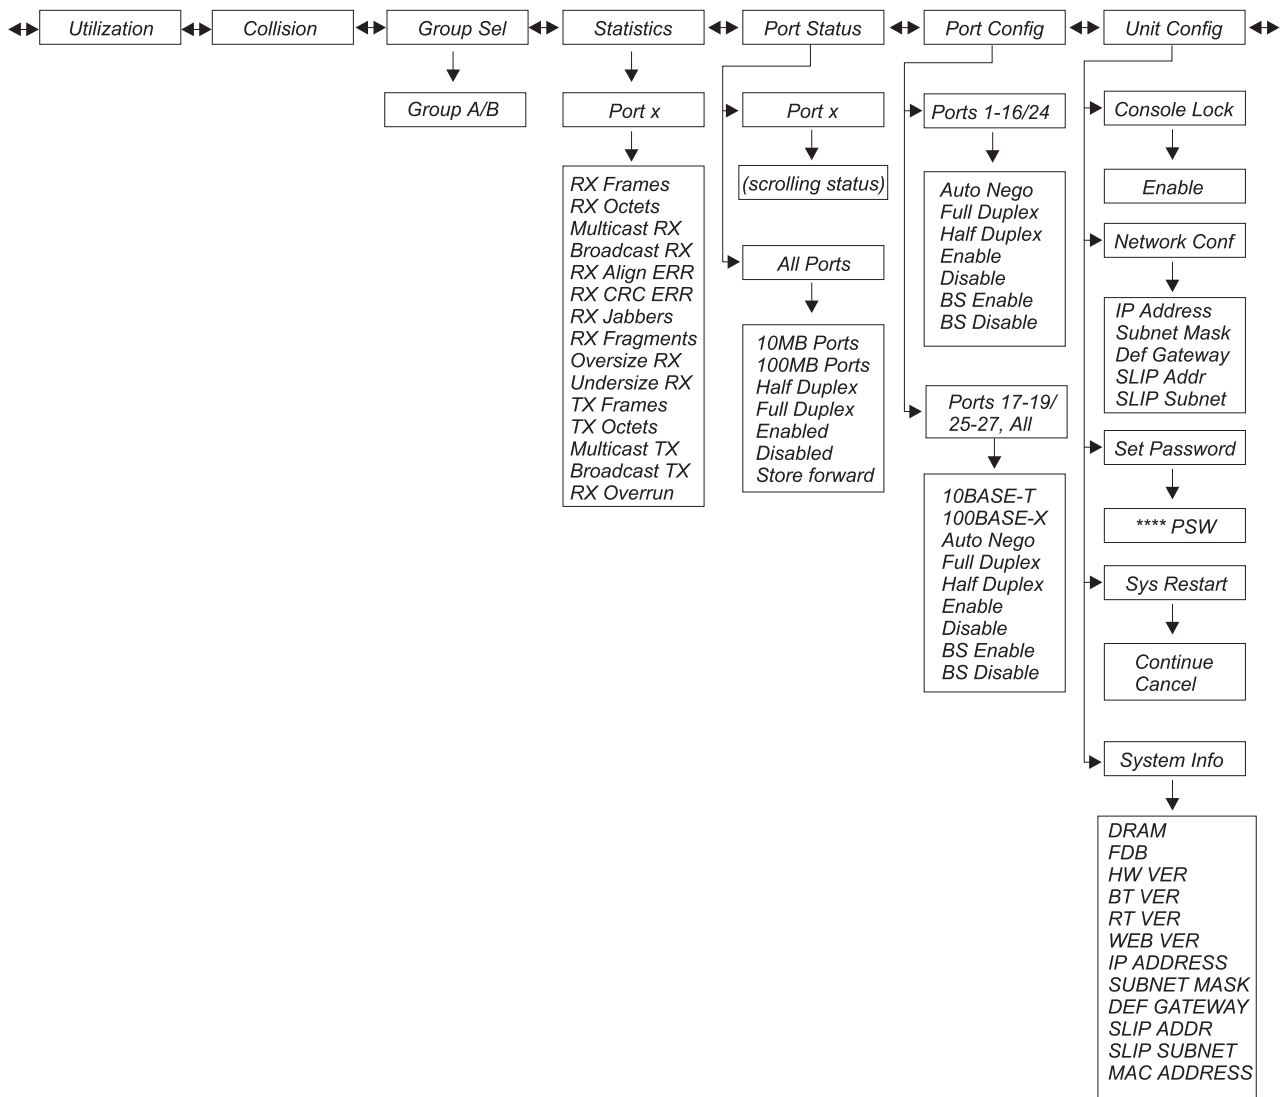 Utilization
Collision
Group Sel
Statistics
Port Status
Port Config
Unit Config
Group A/B
Port x
RX Frames
RX Octets
Multicast RX
Broadcast RX
RX Align ERR
RX CRC ERR
RX Jabbers
RX Fragments
Oversize RX
Undersize RX
TX Frames
TX Octets
Multicast TX
Broadcast TX
RX Overrun
Port x
(scrolling status)
All Ports
10MB Ports
100MB Ports
Half Duplex
Full Duplex
Enabled
Disabled
Store forward
Ports 1-16/24
Auto Nego
Full Duplex
Half Duplex
Enable
Disable
BS Enable
BS Disable
Ports 17-19/
25-27, All
10BASE-T
100BASE-X
Auto Nego
Full Duplex
Half Duplex
Enable
Disable
BS Enable
BS Disable
Console Lock
Enable
Network Conf
IP Address
Subnet Mask
Def Gateway
SLIP Addr
SLIP Subnet
Set Password
**** PSW
Sys Restart
Continue
Cancel
System Info
DRAM
FDB
HW VER
BT VER
RT VER
WEB VER
IP ADDRESS
SUBNET MASK
DEF GATEWAY
SLIP ADDR
SLIP SUBNET
MAC ADDRESS